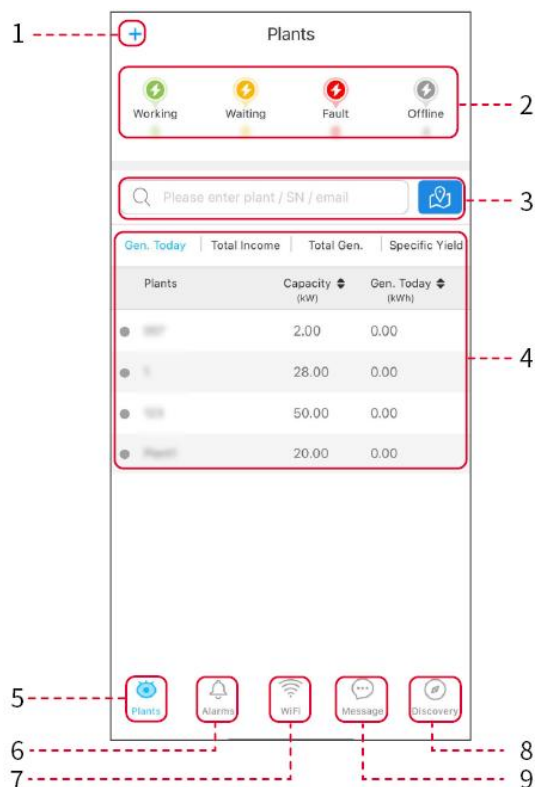 1
+
Plants
Working Waiting Fault Offline
2
Please enter plant / SN / email
3
Gen. Today | Total Income | Total Gen. | Specific Yield
Plants Capacity (kW) Gen. Today (kWh)
2.00 0.00
28.00 0.00
4
50.00 0.00
20.00 0.00
5
Plants Alarms WiFi Message Discovery
6 8
7 9